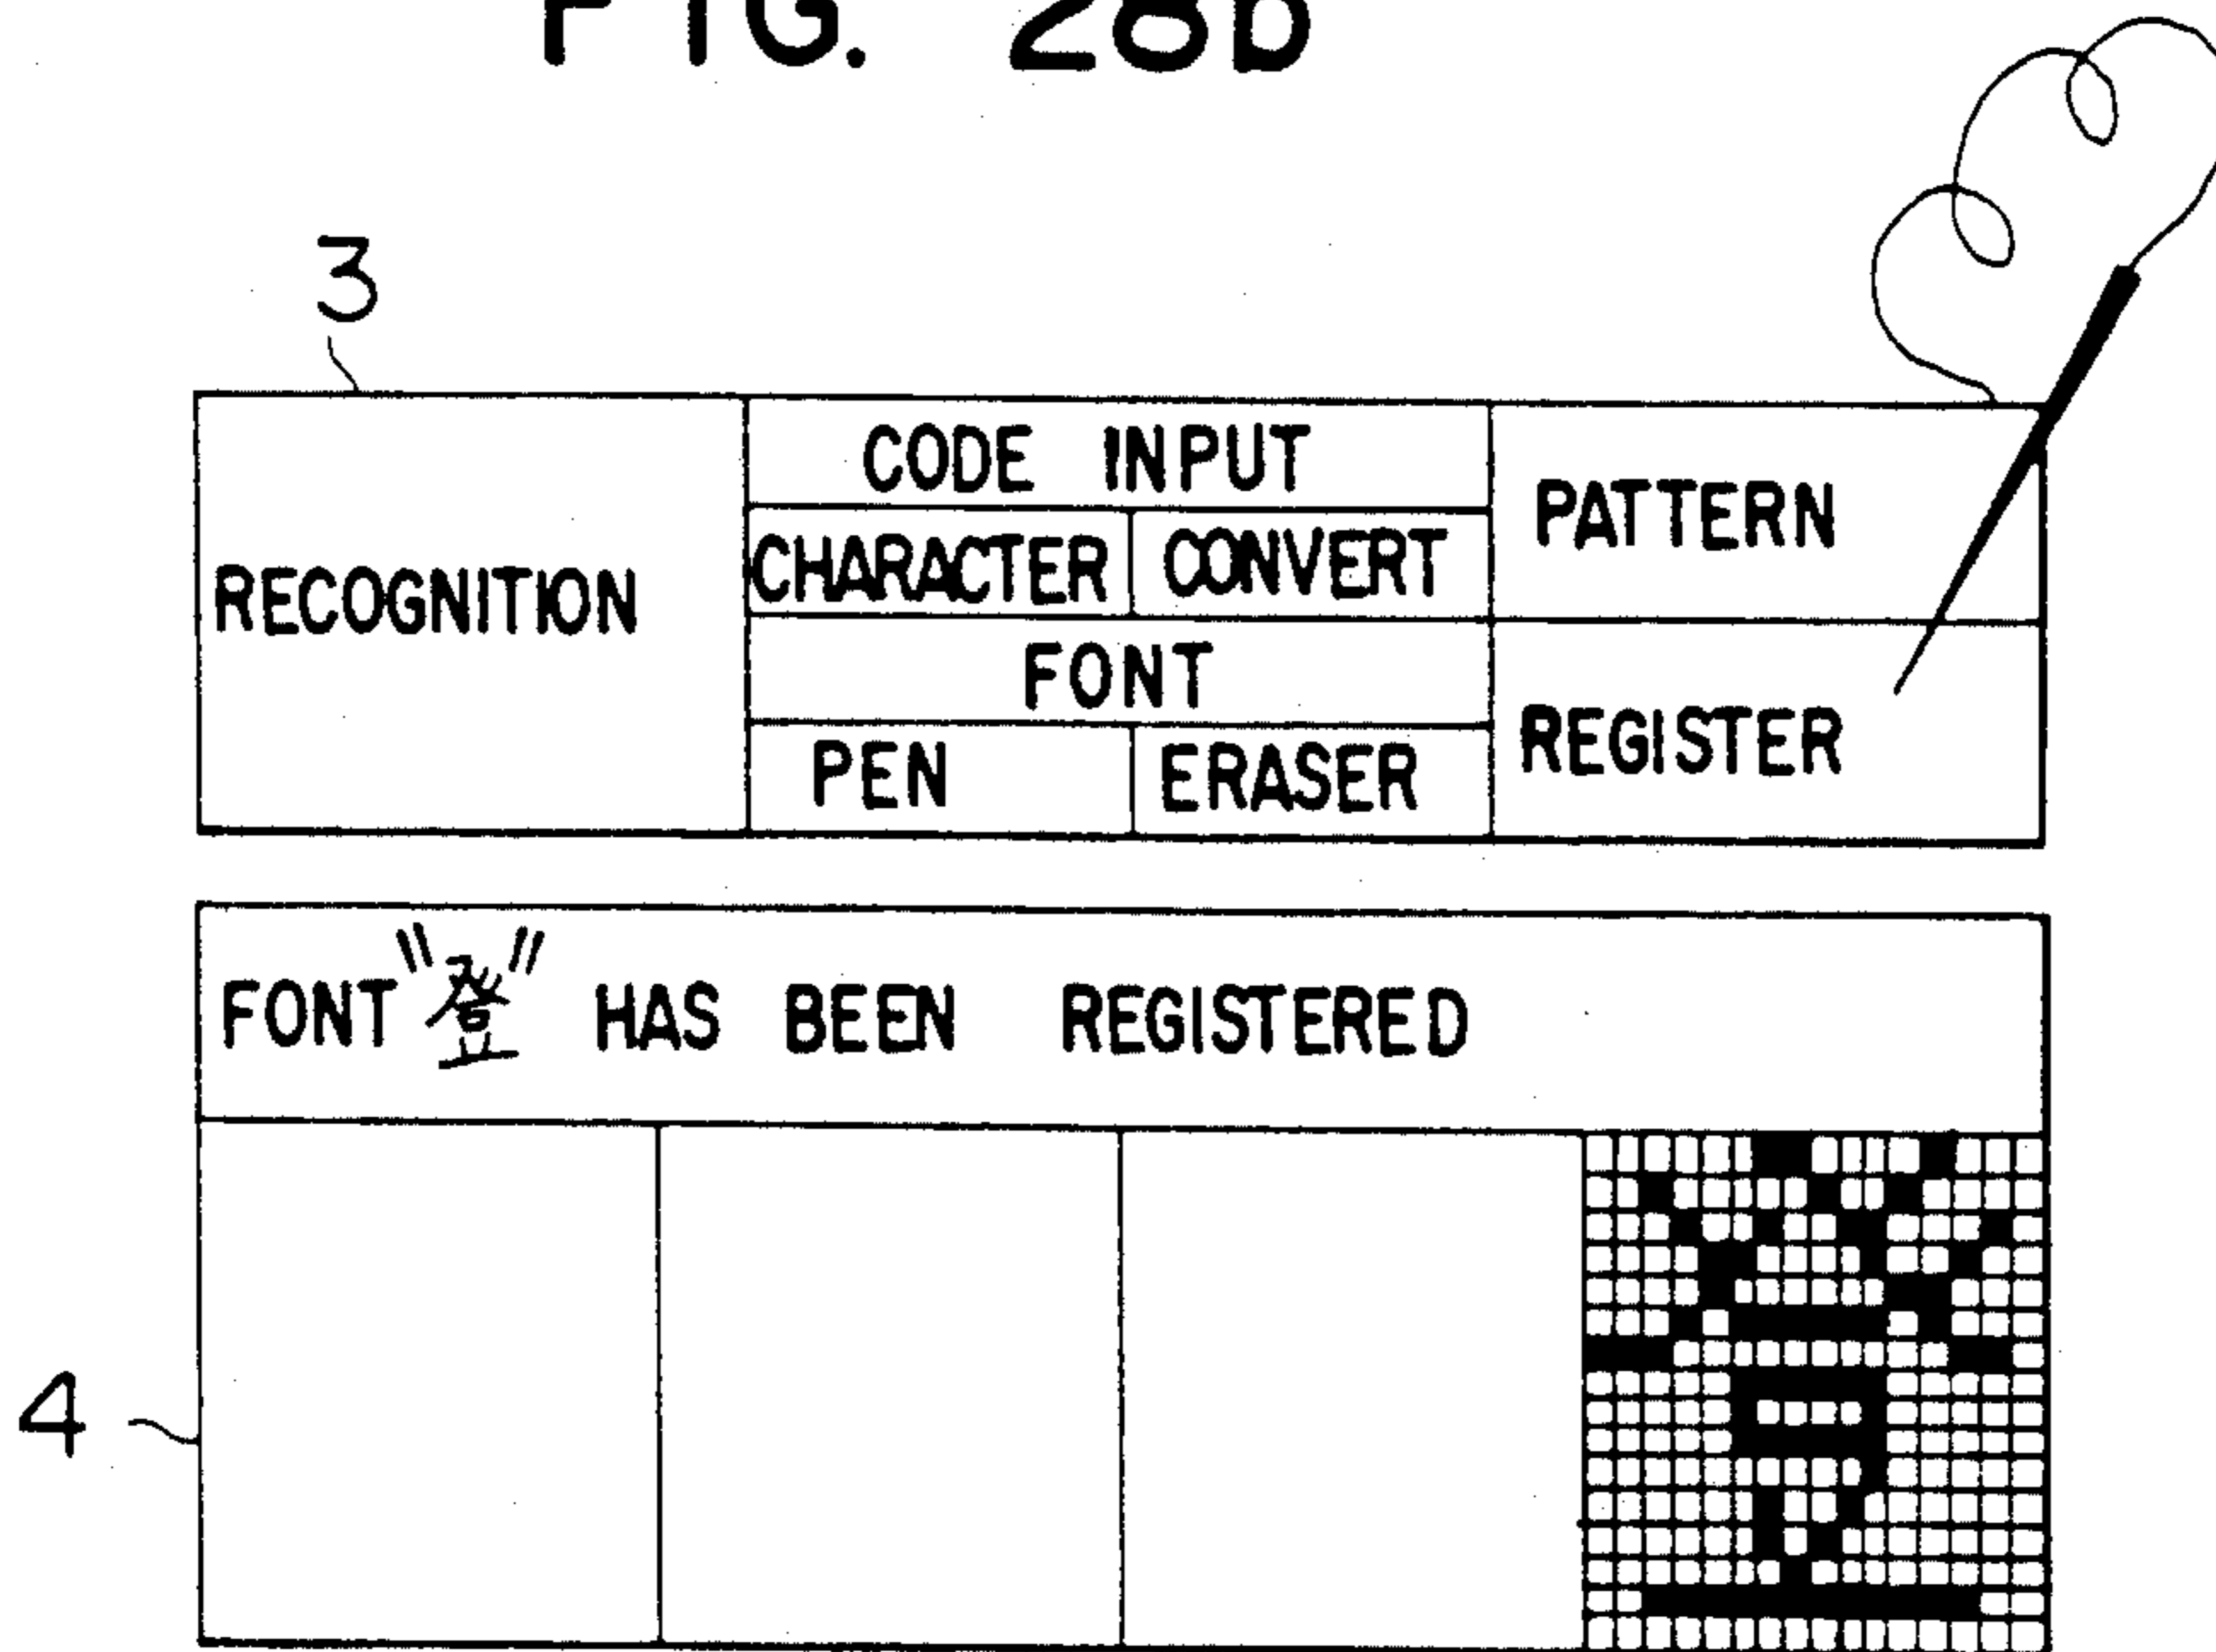 FIG. 28b
3
RECOGNITION
CODE INPUT
CHARACTER CONVERT
FONT
PEN ERASER
PATTERN
REGISTER
FONT "登" HAS BEEN REGISTERED
4